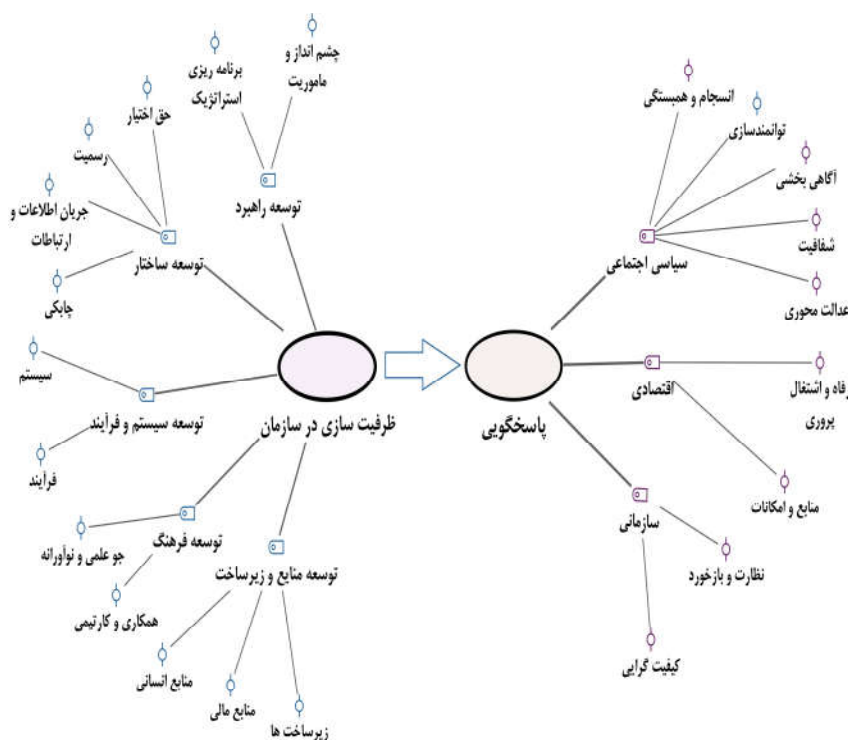 چشم انداز و
ماموریت
برنامه ریزی
استراتژیک
حق اختیار
رسمیت
جریان اطلاعات و
ارتباطات
چابکی
توسعه راهبرد
توسعه ساختار
سیستم
توسعه سیستم و فرآیند
فرآیند
ظرفیت سازی در سازمان
توسعه فرهنگ
جو علمی و نوآورانه
همکاری و کارتیمی
توسعه منابع و زیرساخت
منابع انسانی
منابع مالی
زیرساخت ها
انسجام و همبستگی
توانمندسازی
آگاهی بخشی
شفافیت
عدالت محوری
سیاسی اجتماعی
پاسخگویی
اقتصادی
رفاه و اشتغال
پروری
منابع و امکانات
سازمانی
نظارت و بازخورد
کیفیت گرایی